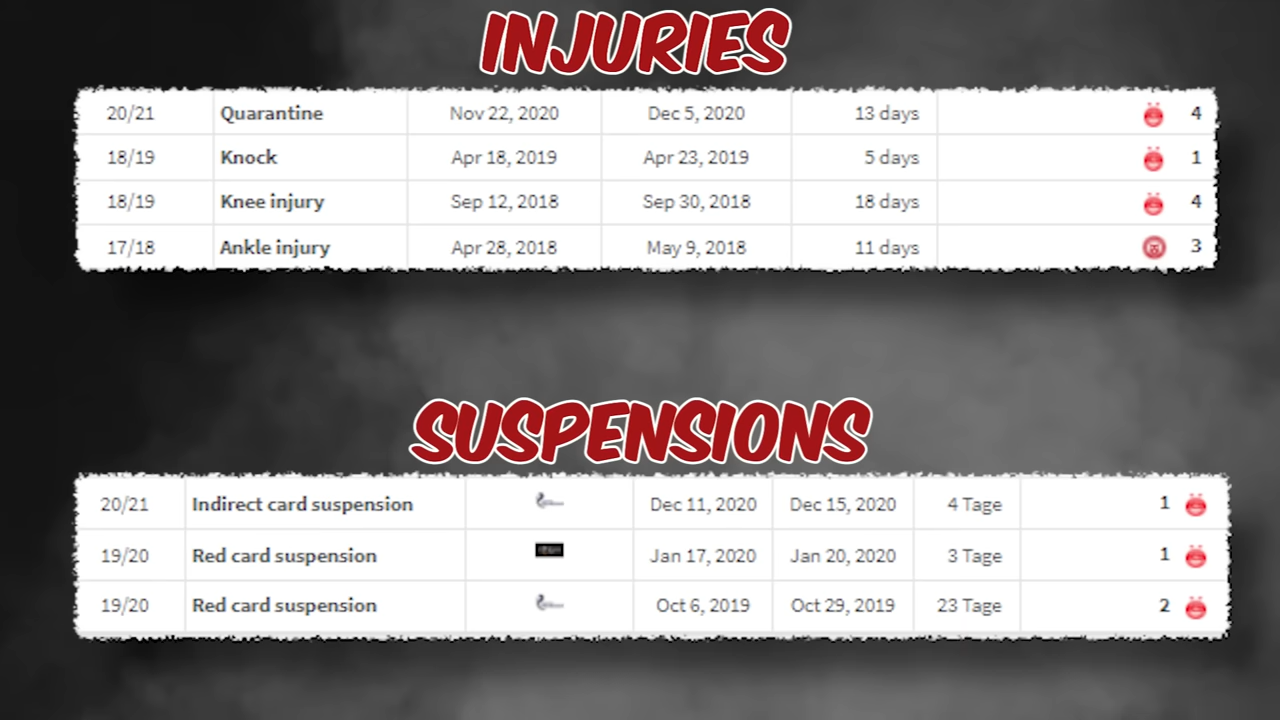 INJURIES
20/21 Quarantine Nov 22, 2020 Dec 5, 2020 13 days 4
18/19 Knock Apr 18, 2019 Apr 23, 2019 5 days 1
18/19 Knee injury Sep 12, 2018 Sep 30, 2018 18 days 4
17/18 Ankle injury Apr 28, 2018 May 9, 2018 11 days 3
SUSPENSIONS
20/21 Indirect card suspension Dec 11, 2020 Dec 15, 2020 4 Tage 1
19/20 Red card suspension Jan 17, 2020 Jan 20, 2020 3 Tage 1
19/20 Red card suspension Oct 6, 2019 Oct 29, 2019 23 Tage 2